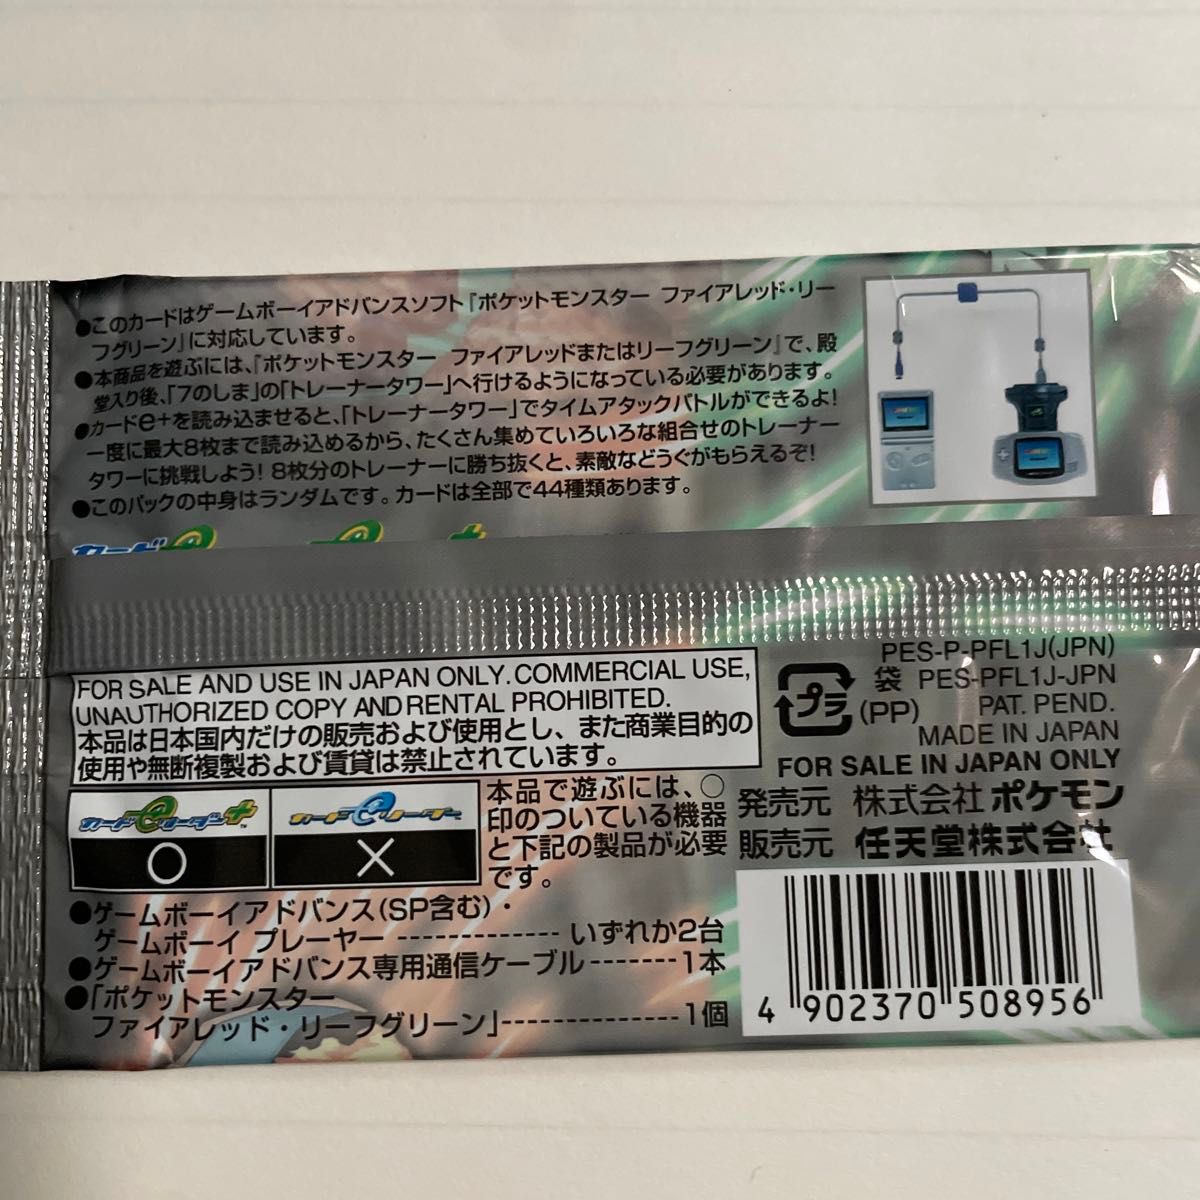 ●このカードはゲームボーイアドバンスソフト『ポケットモンスター ファイアレッド・リー
フグリーン』に対応しています。
●本商品を遊ぶには、『ポケットモンスター ファイアレッドまたはリーフグリーン』で、殿
堂入り後、「7のしま」の「トレーナータワー」へ行けるようになっている必要があります。
●カードe+を読み込ませると、「トレーナータワー」でタイムアタックバトルができるよ!
一度に最大8枚まで読み込めるから、たくさん集めていろいろな組合せのトレーナー
タワーに挑戦しよう! 8枚分のトレーナーに勝ち抜くと、素敵などうぐがもらえるぞ!
●このパックの中身はランダムです。カードは全部で44種類あります。
カードe
FOR SALE AND USE IN JAPAN ONLY. COMMERCIAL USE,
UNAUTHORIZED COPY AND RENTAL PROHIBITED.
本品は日本国内だけの販売および使用とし、また商業目的の
使用や無断複製および賃貸は禁止されています。
プラ
袋
(PP)
PES-P-PFL1J(JPN)
PES-PFL1J-JPN
PAT. PEND.
MADE IN JAPAN
FOR SALE IN JAPAN ONLY
発売元 株式会社ポケモン
販売元 任天堂株式会社
カードeリーダー+™
カードeリーダー
○
×
本品で遊ぶには、○
印のついている機器
と下記の製品が必要
です。
●ゲームボーイアドバンス(SP含む)・
ゲームボーイ プレーヤー ------------- いずれか2台
●ゲームボーイアドバンス専用通信ケーブル-------1本
●「ポケットモンスター
ファイアレッド・リーフグリーン」--------------1個
4 902370 508956